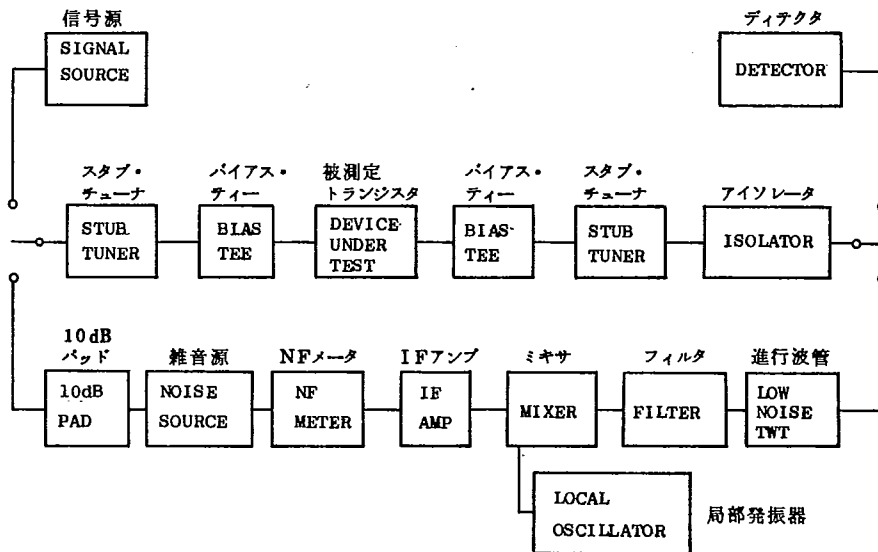 信号源
SIGNAL
SOURCE
ディテクタ
DETECTOR
スタブ・
チューナ
STUB
TUNER
バイアス・
ティー
BIAS
TEE
被測定
トランジスタ
DEVICE
UNDER
TEST
バイアス・
ティー
BIAS
TEE
スタブ・
チューナ
STUB
TUNER
アイソレータ
ISOLATOR
10dB
パッド
10dB
PAD
雑音源
NOISE
SOURCE
NFメータ
NF
METER
IFアンプ
IF
AMP
ミキサ
MIXER
フィルタ
FILTER
進行波管
LOW
NOISE
TWT
LOCAL
OSCILLATOR
局部発振器